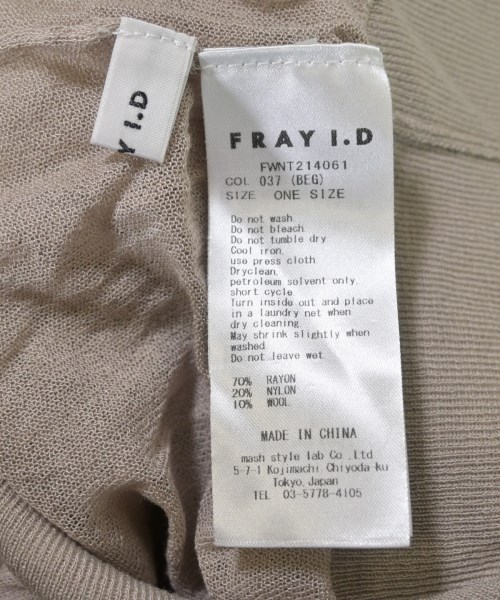 AY I.D
FRAY I.D
FWNT214061
COL 037 (BEG)
SIZE ONE SIZE
Do not wash.
Do not bleach.
Do not tumble dry.
Cool iron.
use press cloth.
Dryclean.
petroleum solvent only.
short cycle.
Turn inside out and place
in a laundry net when
dry cleaning.
May shrink slightly when
washed.
Do not leave wet.
70% RAYON
20% NYLON
10% WOOL
MADE IN CHINA
mash style lab Co.,Ltd
5-7-1 Kojimachi Chiyoda-ku
Tokyo, Japan
TEL 03-5778-4105